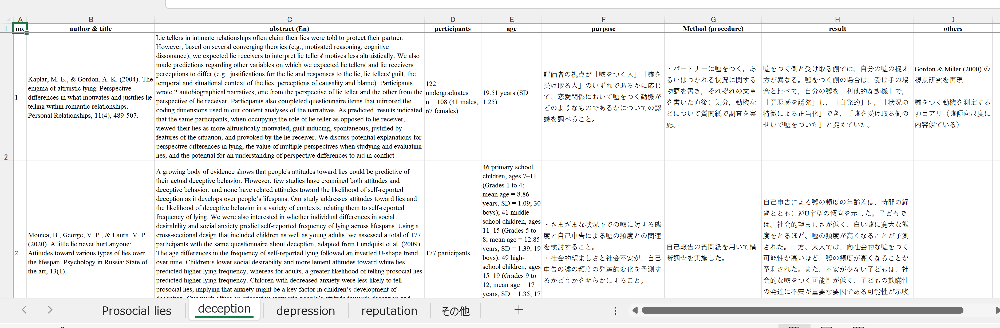 A B C D E F G H I
1 no. author & title abstract (En) perticipants age purpose Method (procedure) result others
2
1
Kaplar, M. E., & Gordon, A. K. (2004). The
enigma of altruistic lying: Perspective
differences in what motivates and justifies lie
telling within romantic relationships.
Personal Relationships, 11(4), 489-507.
Lie tellers in intimate relationships often claim their lies were told to protect their partner.
However, based on several converging theories (e.g., motivated reasoning, cognitive
dissonance), we expected lie receivers to interpret lie tellers' motives less altruistically. We also
made predictions regarding other variables on which we expected lie tellers' and lie receivers'
perceptions to differ (e.g., justifications for the lie and responses to the lie, lie tellers' guilt, the
temporal and situational context of the lies, perceptions of causality and blame). Participants
wrote 2 autobiographical narratives, one from the perspective of lie teller and the other from the
perspective of lie receiver. Participants also completed questionnaire items that mirrored the
coding dimensions used in our content analyses of the narratives. As predicted, results indicated
that the same participants, when occupying the role of lie teller as opposed to lie receiver,
viewed their lies as more altruistically motivated, guilt inducing, spontaneous, justified by
features of the situation, and provoked by the lie receiver. We discuss potential explanations for
perspective differences in lying, the value of multiple perspectives when studying and evaluating
lies, and the potential for an understanding of perspective differences to aid in conflict
122
undergraduates
n = 108 (41 males,
67 females)
19.51 years (SD =
1.25)
評価者の視点が「嘘をつく人」「嘘を
受け取る人」のいずれであるかに応じ
て、恋愛関係において嘘をつく動機が
どのようなものであるかについての認
識を調べること。
・パートナーに嘘をつく，あ
るいはつかれる状況に関する
物語を書き，それぞれの文章
を書いた直後に気分，動機な
どについて質問紙で調査を実
施。
嘘をつく側と受け取る側では，自分の嘘の捉え
方が異なる。嘘をつく側の場合は，受け手の場
合と比べて，自分の嘘を「利他的な動機」で，
「罪悪感を誘発」し，「自発的」に，「状況の
特徴による正当化」でき，「嘘を受け取る側の
せいで嘘をついた」と捉えていた。
Gordon & Miller (2000) の
視点研究を再現
嘘をつく動機を測定する
項目アリ（嘘傾向尺度に
内容似ている）
2
Monica, B., George, V. P., & Laura, V. P.
(2020). A little lie never hurt anyone:
Attitudes toward various types of lies over
the lifespan. Psychology in Russia: State of
the art, 13(1).
A growing body of evidence shows that people's attitudes toward lies could be predictive of
their actual deceptive behavior. However, few studies have examined both attitudes and
deceptive behavior, and none have related attitudes toward the likelihood of self-reported
deception as it develops over people’s lifespans. Our study addresses attitudes toward lies and
the likelihood of deceptive behavior in a variety of contexts, relating them to self-reported
frequency of lying. We were also interested in whether individual differences in social
desirability and social anxiety predict self-reported frequency of lying across lifespans. Using a
cross-sectional design that included children as well as young adults, we assessed a total of 177
participants with the same questionnaire about deception, adapted from Lundquist et al. (2009).
The age differences in the frequency of self-reported lying followed an inverted U-shape trend
over time. Children’s lower social desirability and more lenient attitudes toward white lies
predicted higher lying frequency, whereas for adults, a greater likelihood of telling prosocial lies
predicted higher lying frequency. Children with decreased anxiety were less likely to tell
prosocial lies, implying that anxiety might be a key factor in children’s development of
177 participants
46 primary school
children, ages 7–11
(Grades 1 to 4;
mean age = 8.86
years, SD = 1.09; 30
boys); 41 middle
school children, ages
11–15 (Grades 5 to
8; mean age = 12.85
years, SD = 1.39; 19
boys); 49 high-
school children, ages
15–19 (Grades 9 to
12; mean age = 17
years, SD = 1.35; 17
・さまざまな状況下での嘘に対する態
度と自己申告による嘘の頻度との関連
を検討すること。
・社会的望ましさと社会不安が、自己
申告の嘘の頻度の発達的変化を予測す
るかどうかを明らかにすること。
自己報告の質問紙を用いて横
断調査を実施した。
自己申告による嘘の頻度の年齢差は、時間の経
過とともに逆U字型の傾向を示した。子どもで
は、社会的望ましさが低く、白い嘘に寛大な態
度をとるほど、嘘の頻度が高くなることが予測
された。一方、大人では、向社会的な嘘をつく
可能性が高いほど、嘘の頻度が高くなることが
予測された。また、不安が少ない子どもは、社
会的な嘘をつく可能性が低く、子どもの欺瞞性
の発達に不安が重要な要因である可能性が示唆
Prosocial lies deception depression reputation その他